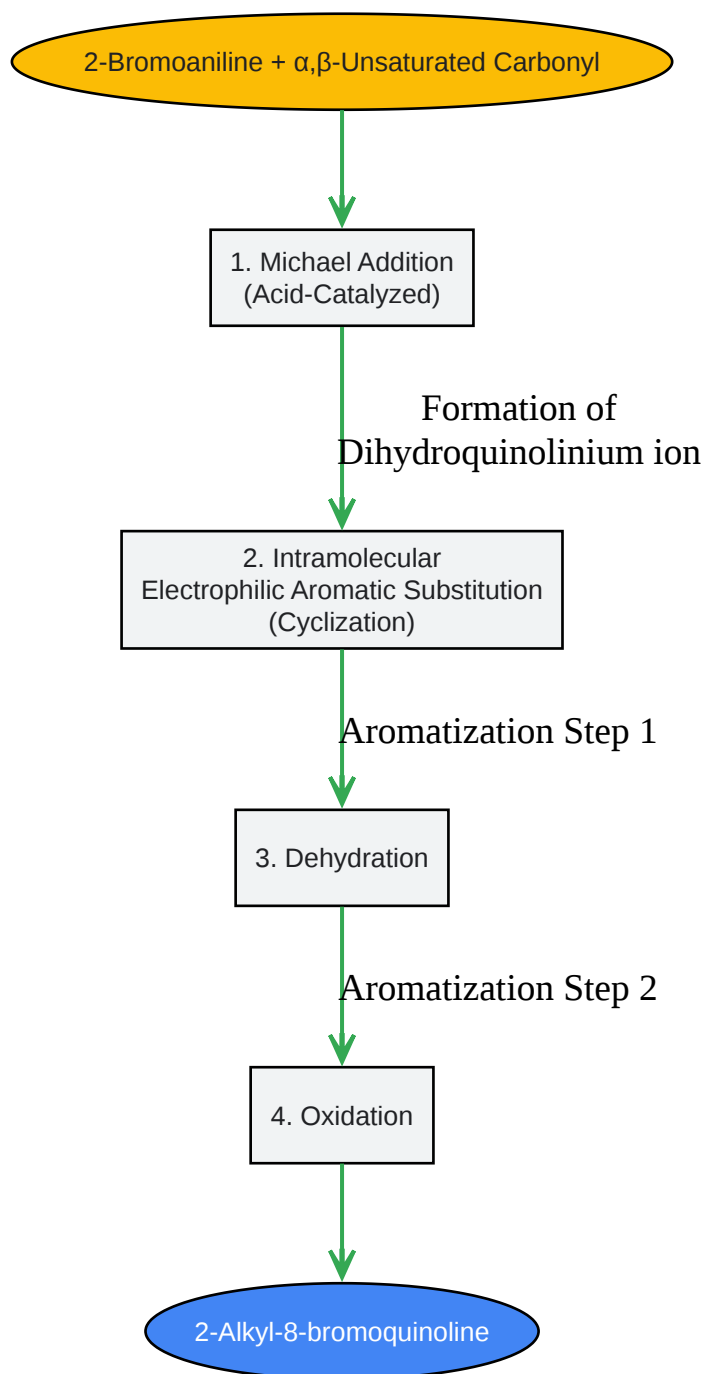 2-Bromoaniline + α,β-Unsaturated Carbonyl
1. Michael Addition
(Acid-Catalyzed)
Formation of
Dihydroquinolinium ion
2. Intramolecular
Electrophilic Aromatic Substitution
(Cyclization)
Aromatization Step 1
3. Dehydration
Aromatization Step 2
4. Oxidation
2-Alkyl-8-bromoquinoline